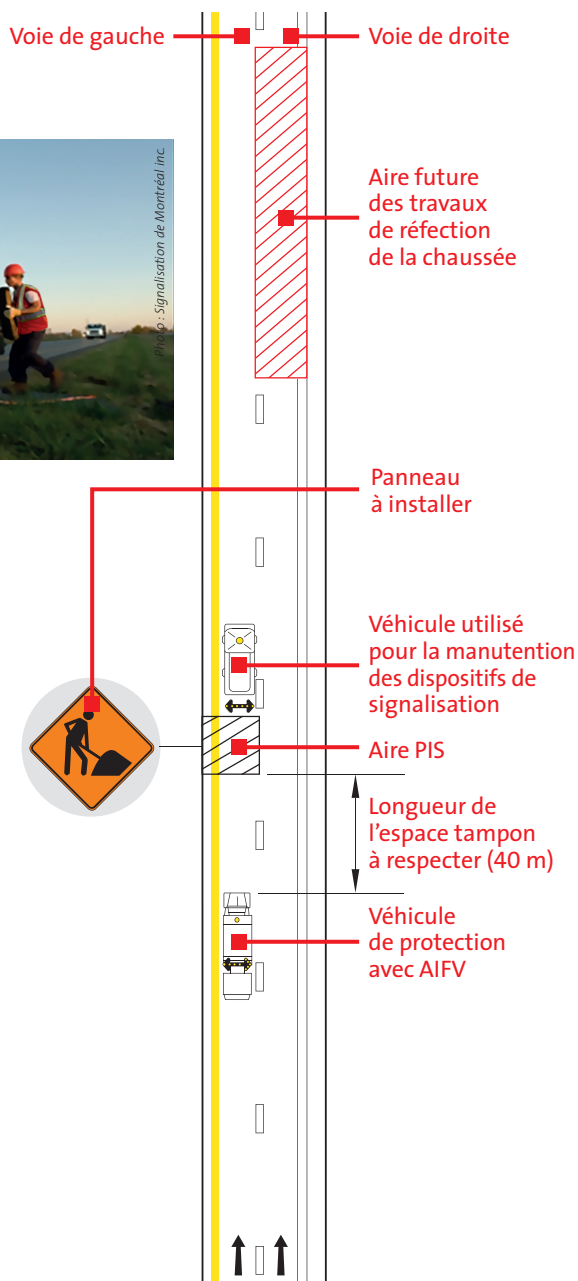 Voie de gauche
Voie de droite
Photo : Signalisation de Montréal inc.
Aire future
des travaux
de réfection
de la chaussée
Panneau
à installer
Véhicule utilisé
pour la manutention
des dispositifs de
signalisation
Aire PIS
Longueur de
l’espace tampon
à respecter (40 m)
Véhicule
de protection
avec AIFV